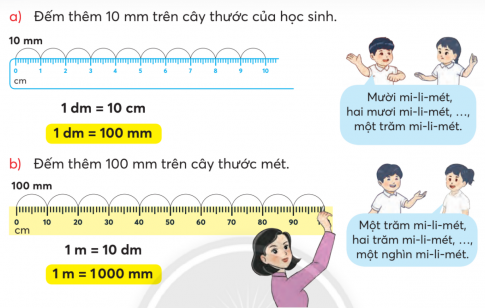 a) Đếm thêm 10 mm trên cây thước của học sinh.
10 mm
0 1 2 3 4 5 6 7 8 9 10
cm
1 dm = 10 cm
1 dm = 100 mm
Mười mi-li-mét,
hai mươi mi-li-mét, ...,
một trăm mi-li-mét.
b) Đếm thêm 100 mm trên cây thước mét.
100 mm
0 10 20 30 40 50 60 70 80 90
cm
1 m = 10 dm
1 m = 1000 mm
Một trăm mi-li-mét,
hai trăm mi-li-mét, ...,
một nghìn mi-li-mét.